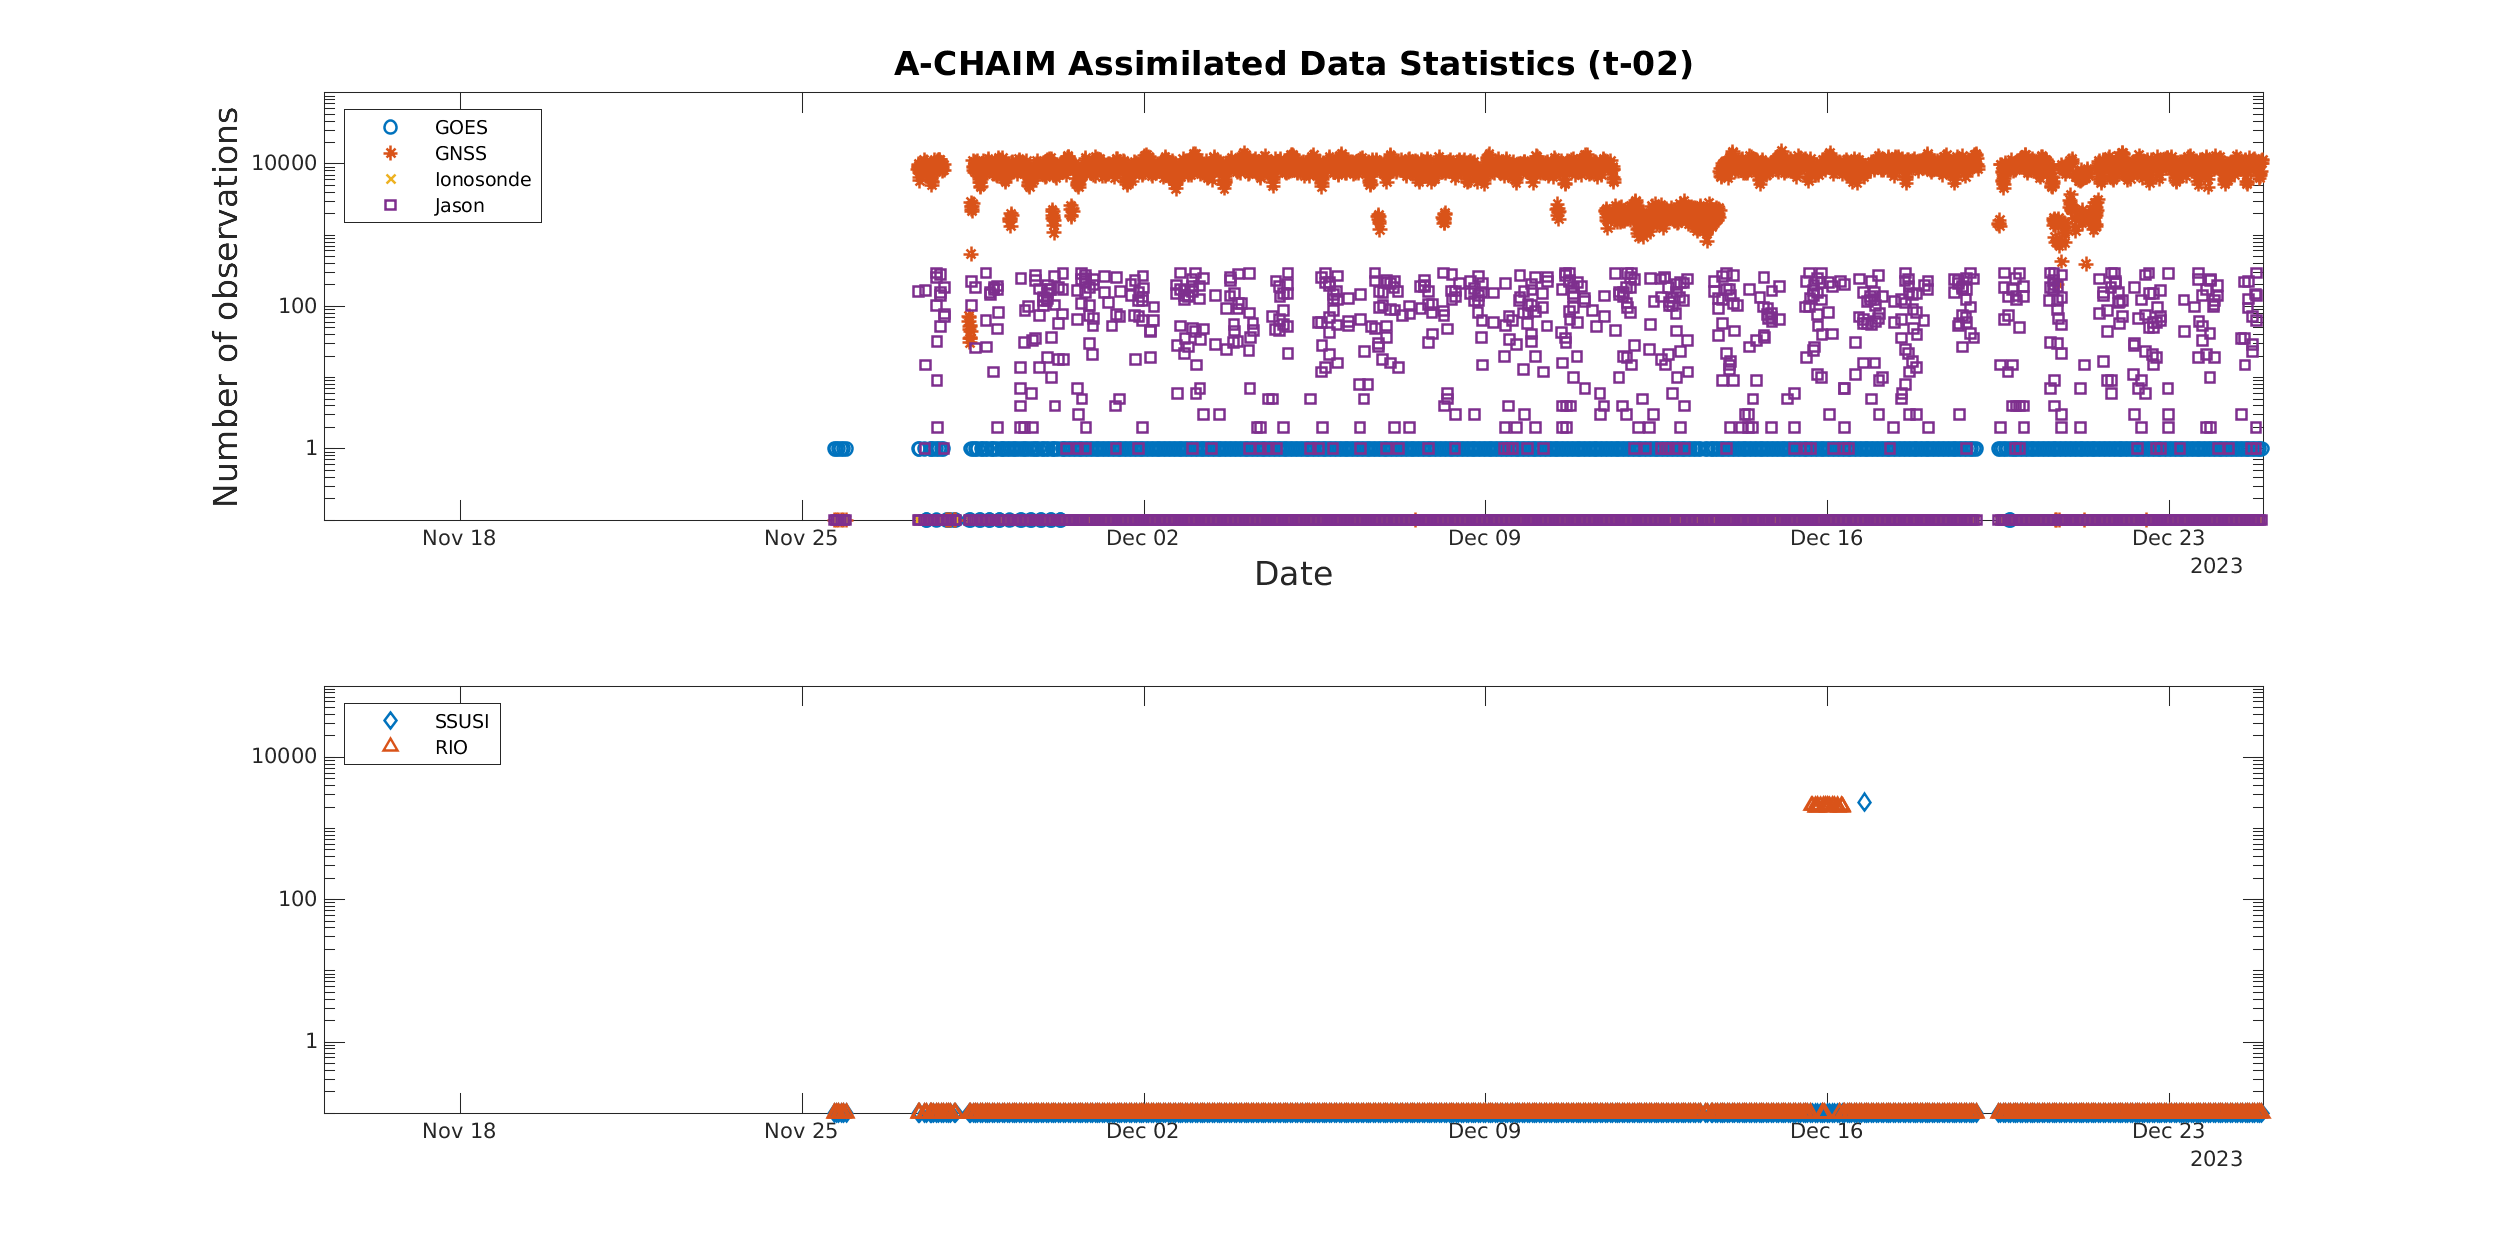 A-CHAIM Assimilated Data Statistics (t-02)
Number of observations
GOES
GNSS
Ionosonde
Jason
10000
100
1
Nov 18
Nov 25
Dec 02
Dec 09
Dec 16
Dec 23
2023
Date
SSUSI
RIO
10000
100
1
Nov 18
Nov 25
Dec 02
Dec 09
Dec 16
Dec 23
2023